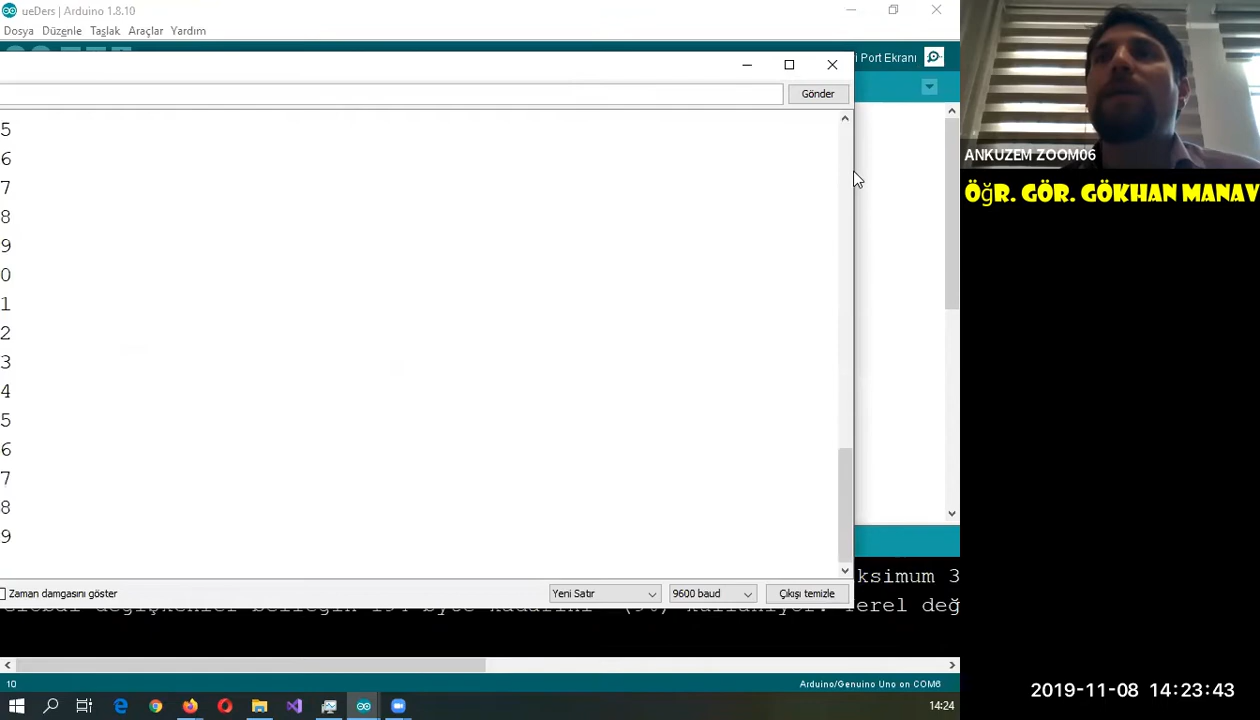 ueDers | Arduino 1.8.10
Dosya Düzenle Taslak Araçlar Yardım
i Port Ekranı
Gönder
5
6
7
8
9
0
1
2
3
4
5
6
7
8
9
Zaman damgasını göster
Yeni Satır
9600 baud
Çıkışı temizle
ksimum 3
yerel değ
10
Arduino/Genuino Uno on COM6
14:24
ANKUZEM ZOOM06
ÖğR. GÖR. GÖKHAN MANAV
2019-11-08 14:23:43